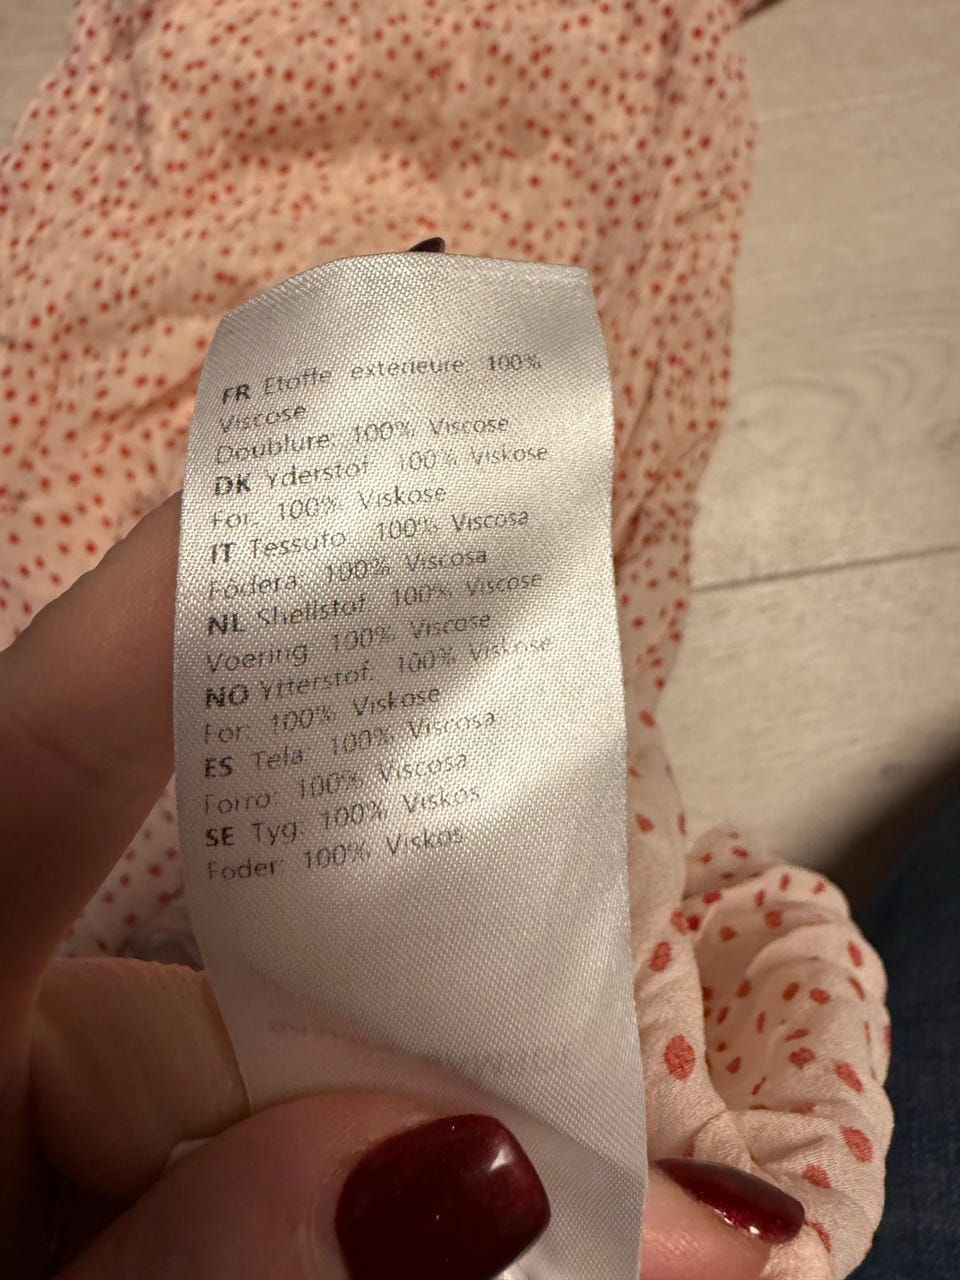 FR Etoffe extérieure: 100%
Viscose
Doublure: 100% Viscose
DK Yderstof: 100% Viskose
For: 100% Viskose
IT Tessuto: 100% Viscosa
Fodera: 100% Viscosa
NL Shellstof: 100% Viscose
Voering: 100% Viscose
NO Ytterstof: 100% Viskose
For: 100% Viskose
ES Tela: 100% Viscosa
Forro: 100% Viscosa
SE Tyg: 100% Viskos
Foder: 100% Viskos